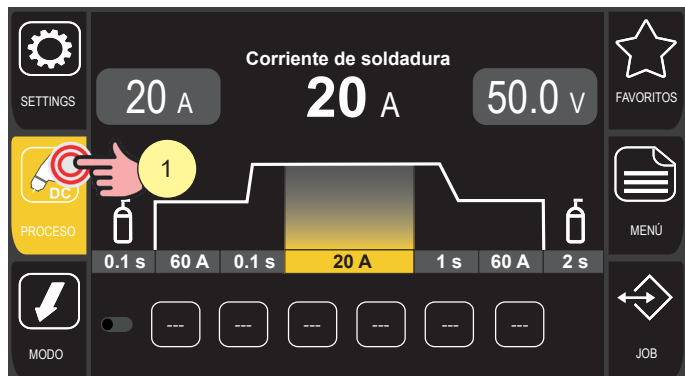 SETTINGS
DC
PROCESO
MODO
1
Corriente de soldadura
20 A
20 A
50.0 V
0.1 s 60 A 0.1 s 20 A 1 s 60 A 2 s
--- --- --- --- --- ---
FAVORITOS
MENÚ
JOB